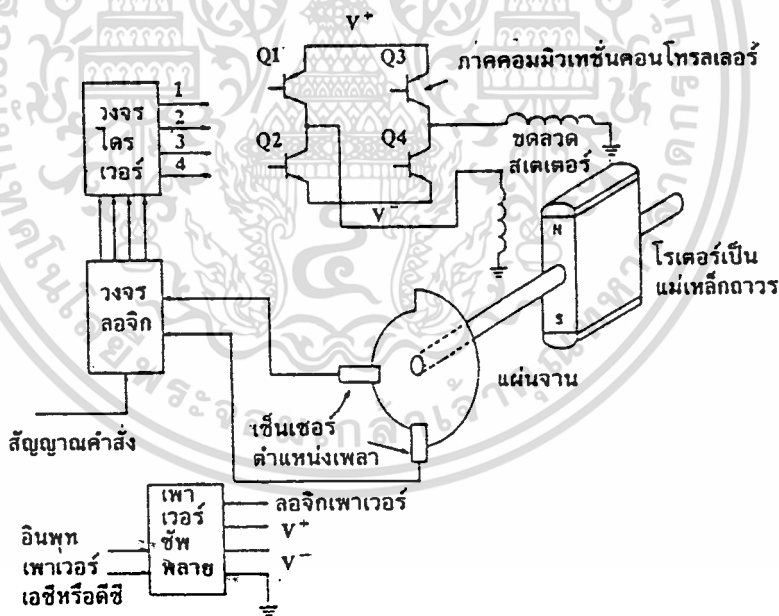 V⁺
Q1
Q3
ภาคคอมมิวเทชั่นคอนโทรลเลอร์
วงจร
ไดร
เวอร์
1
2
3
4
Q2
Q4
ขดลวด
สเตเตอร์
V⁻
N
S
โรเตอร์เป็น
แม่เหล็กถาวร
วงจร
ลอจิก
แผ่นจาน
เซ็นเซอร์
ตำแหน่งเพลา
สัญญาณคำสั่ง
เพา
เวอร์
ซัพ
พลาย
ลอจิกเพาเวอร์
V⁺
V⁻
อินพุท
เพาเวอร์
เอซีหรือดีซี